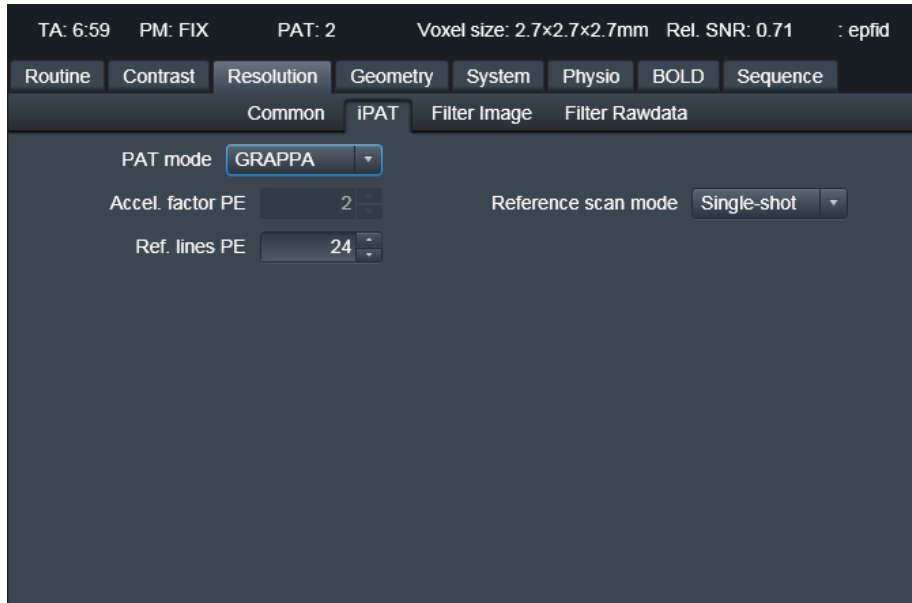 TA: 6:59 PM: FIX PAT: 2 Voxel size: 2.7×2.7×2.7mm Rel. SNR: 0.71 : epfid
Routine Contrast Resolution Geometry System Physio BOLD Sequence
Common iPAT Filter Image Filter Rawdata
PAT mode GRAPPA
Accel. factor PE 2 Reference scan mode Single-shot
Ref. lines PE 24